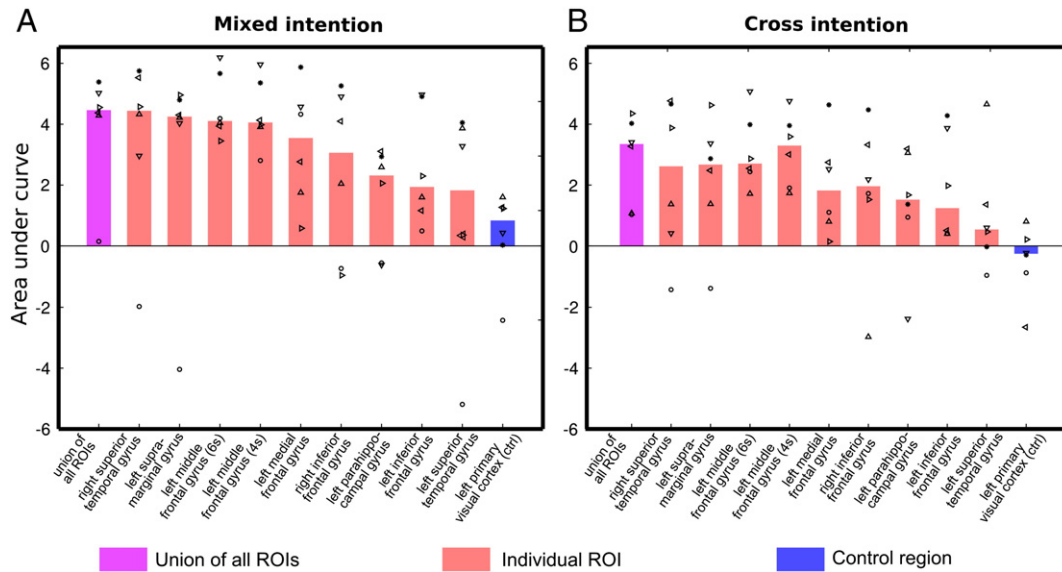 A
Mixed intention
B
Cross intention
Area under curve
6
4
2
0
-2
-4
-6
6
4
2
0
-2
-4
-6
union of
all ROIs
right superior
temporal gyrus
left supra-
marginal gyrus
left middle
frontal gyrus (6s)
left middle
frontal gyrus (4s)
left medial
frontal gyrus
right inferior
frontal gyrus
left parahippo-
campal gyrus
left inferior
frontal gyrus
left superior
temporal gyrus
left primary
visual cortex (ctrl)
union of
all ROIs
right superior
temporal gyrus
left supra-
marginal gyrus
left middle
frontal gyrus (6s)
left middle
frontal gyrus (4s)
left medial
frontal gyrus
right inferior
frontal gyrus
left parahippo-
campal gyrus
left inferior
frontal gyrus
left superior
temporal gyrus
left primary
visual cortex (ctrl)
Union of all ROIs
Individual ROI
Control region